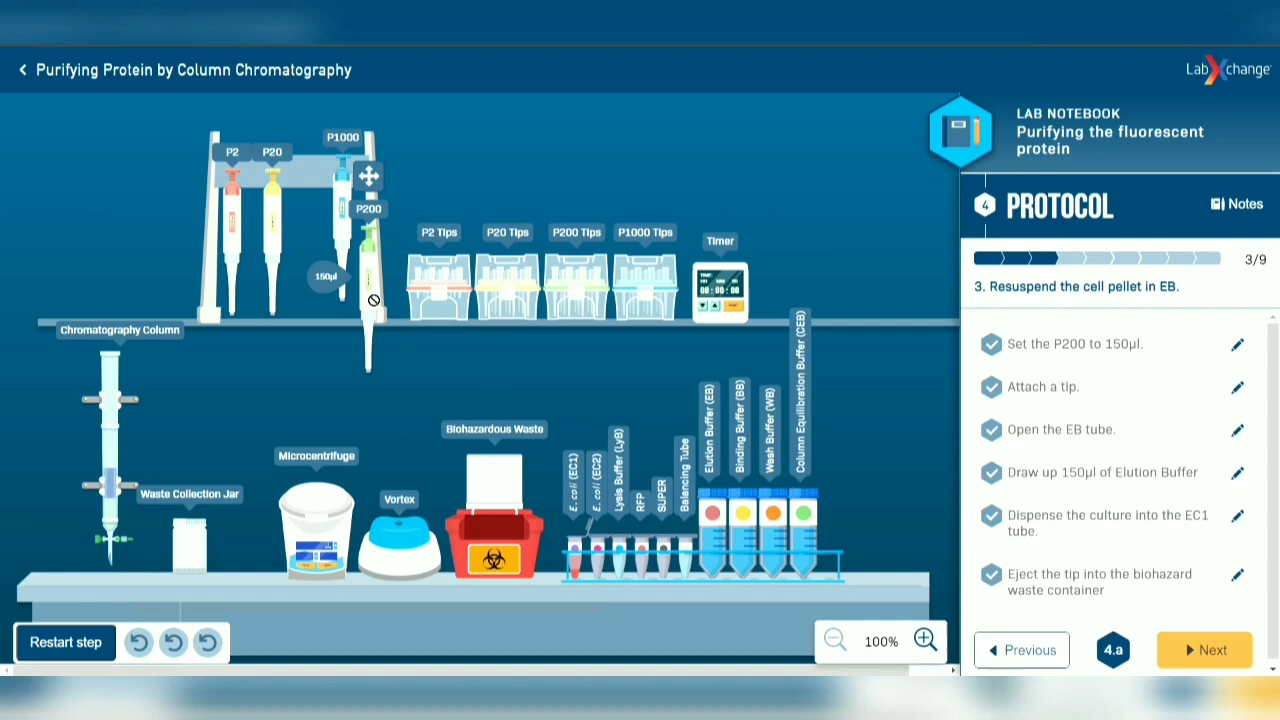 Purifying Protein by Column Chromatography
LabXchange
LAB NOTEBOOK
Purifying the fluorescent
protein
4
PROTOCOL
Notes
3/9
3. Resuspend the cell pellet in EB.
Set the P200 to 150µl.
Attach a tip.
Open the EB tube.
Draw up 150µl of Elution Buffer
Dispense the culture into the EC1
tube.
Eject the tip into the biohazard
waste container
Previous
4.a
Next
P2
P20
P1000
P200
150µl
P2 Tips
P20 Tips
P200 Tips
P1000 Tips
Timer
00:00:00
Chromatography Column
Waste Collection Jar
Microcentrifuge
Vortex
Biohazardous Waste
E. coli (EC1)
E. coli (EC2)
Lysis Buffer (LyB)
RFP
SUPER
Balancing Tube
Elution Buffer (EB)
Binding Buffer (BB)
Wash Buffer (WB)
Column Equilibration Buffer (CEB)
Restart step
100%